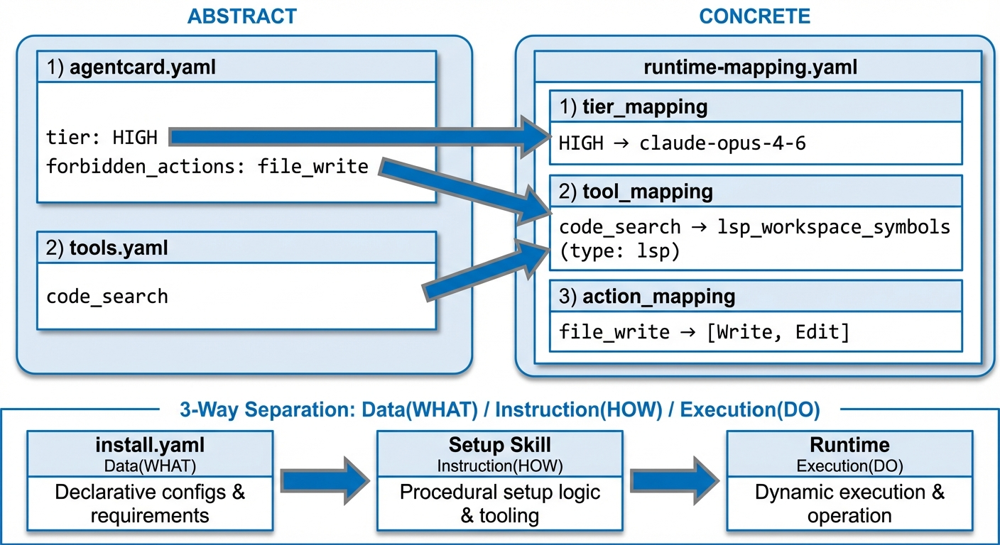 ABSTRACT
1) agentcard.yaml
tier: HIGH
forbidden_actions: file_write
2) tools.yaml
code_search
CONCRETE
runtime-mapping.yaml
1) tier_mapping
HIGH → claude-opus-4-6
2) tool_mapping
code_search → lsp_workspace_symbols
(type: lsp)
3) action_mapping
file_write → [Write, Edit]
3-Way Separation: Data(WHAT) / Instruction(HOW) / Execution(DO)
install.yaml
Data(WHAT)
Declarative configs &
requirements
Setup Skill
Instruction(HOW)
Procedural setup logic
& tooling
Runtime
Execution(DO)
Dynamic execution &
operation